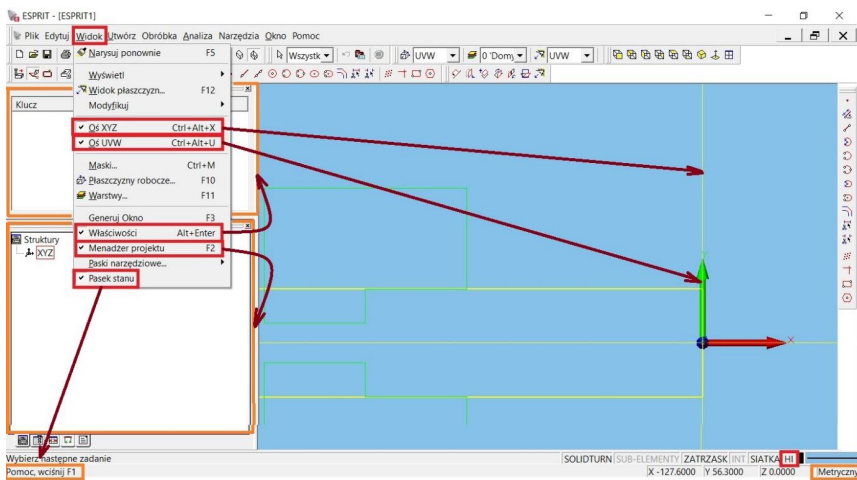 ESPRIT - [ESPRIT1]
Plik Edytuj Widok Utwórz Obróbka Analiza Narzędzia Okno Pomoc
Narysuj ponownie F5
Wszystk UVW 0 'Domy UVW
Wyświetl
Widok płaszczyzn... F12
Klucz
Modyfikuj
Oś XYZ Ctrl+Alt+X
Oś UVW Ctrl+Alt+U
Maski... Ctrl+M
Płaszczyzny robocze... F10
Warstwy... F11
Generuj Okno F3
Właściwości Alt+Enter
Struktury
Menadżer projektu F2
XYZ
Paski narzędziowe...
Pasek stanu
Y
X
Wybierz następne zadanie
SOLIDTURN SUB-ELEMENTY ZATRZASK INT SIATKA HI
Pomoc, wciśnij F1
X -127.6000 Y 56.3000 Z 0.0000 Metryczny